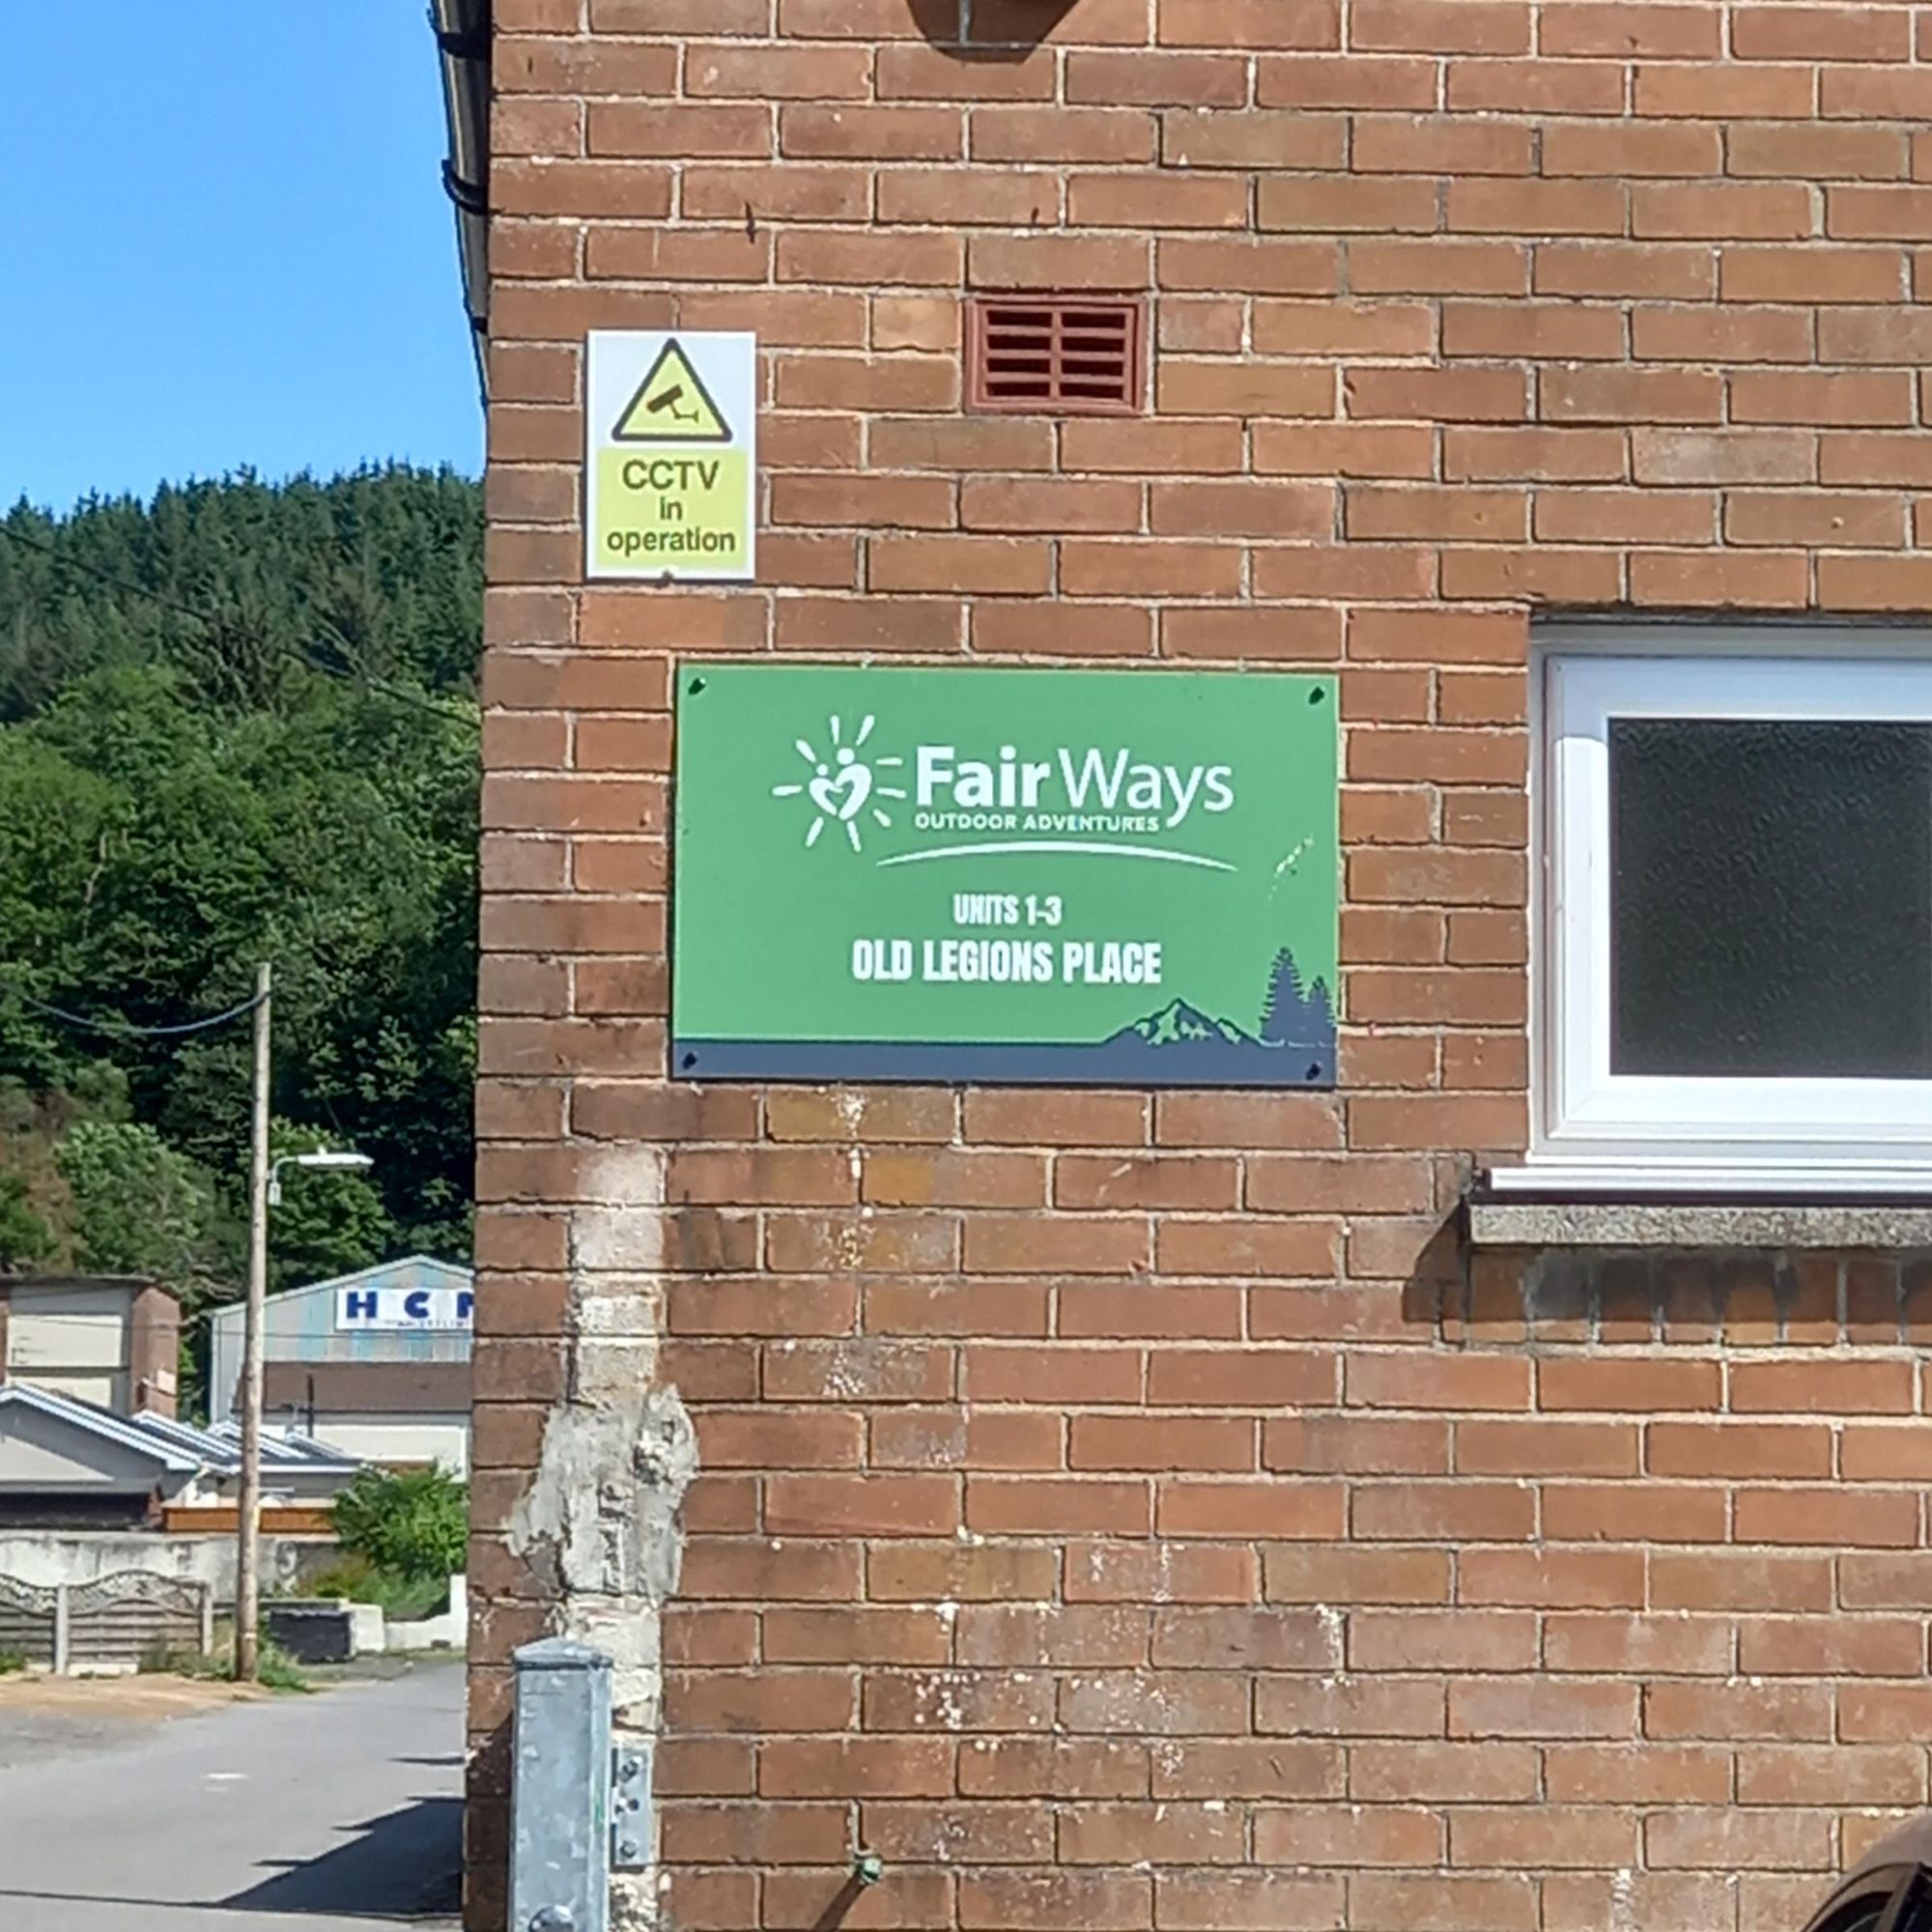 CCTV
in
operation
Fair Ways
OUTDOOR ADVENTURES
UNITS 1-3
OLD LEGIONS PLACE
H C